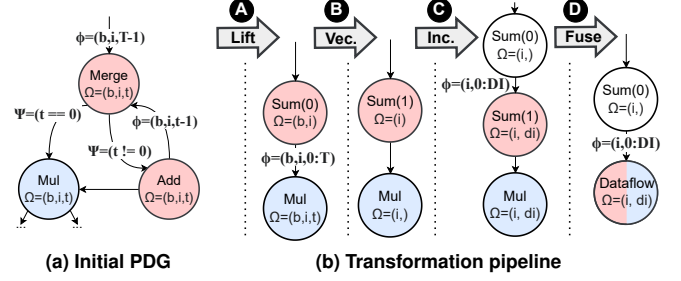 ϕ=(b,i,T-1)
Merge
Ω=(b,i,t)
ϕ=(b,i,t-1)
Ψ=(t == 0)
Ψ=(t != 0)
Mul
Ω=(b,i,t)
Add
Ω=(b,i,t)
...
...
(a) Initial PDG
A
Lift
Sum(0)
Ω=(b,i)
ϕ=(b,i,0:T)
Mul
Ω=(b,i,t)
B
Vec.
Sum(1)
Ω=(i)
Mul
Ω=(i,)
C
Inc.
Sum(0)
Ω=(i,)
ϕ=(i,0:DI)
Sum(1)
Ω=(i, di)
Mul
Ω=(i, di)
D
Fuse
Sum(0)
Ω=(i,)
ϕ=(i,0:DI)
Dataflow
Ω=(i, di)
(b) Transformation pipeline